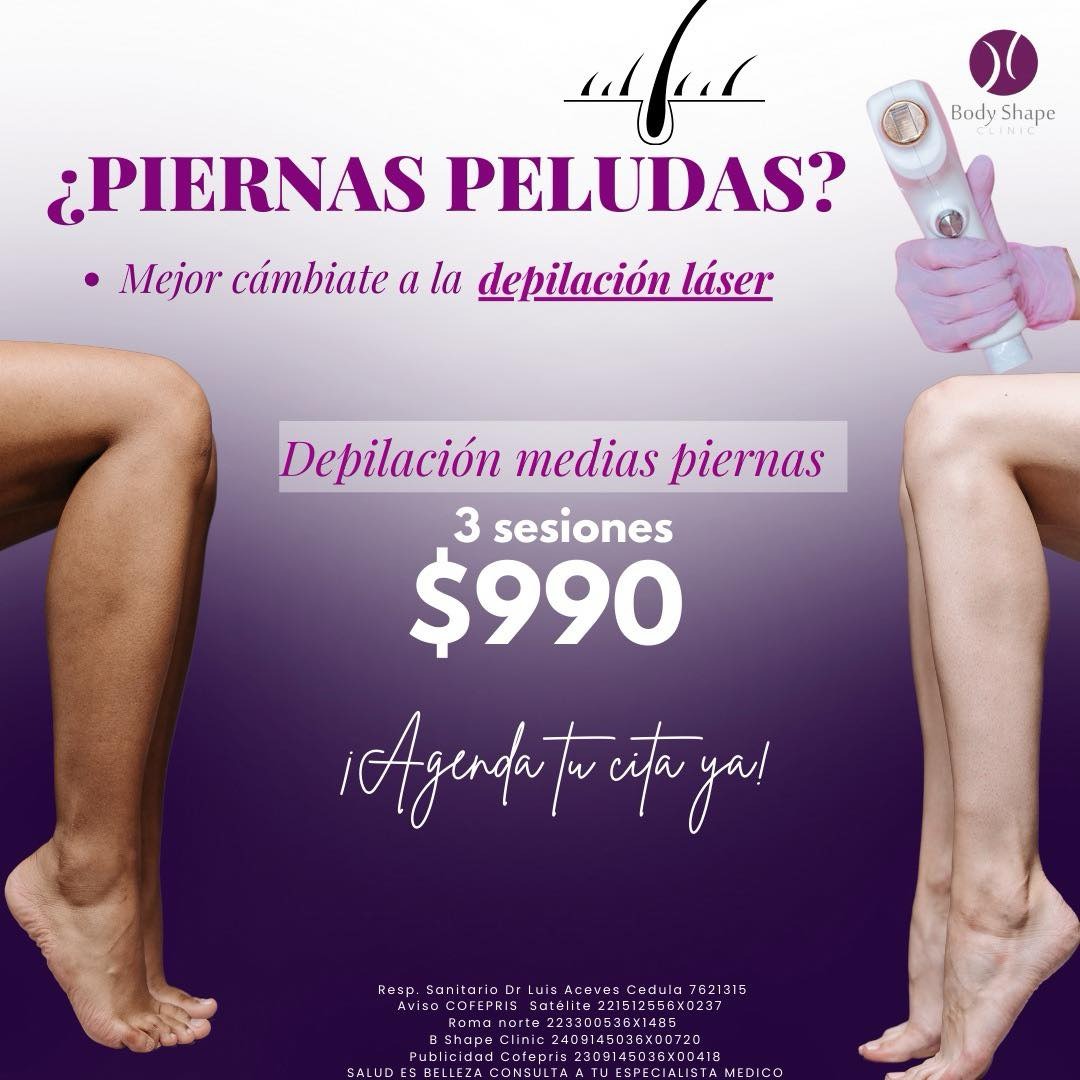 Body Shape
CLINIC
¿PIERNAS PELUDAS?
• Mejor cámbiate a la depilación láser
Depilación medias piernas
3 sesiones
$990
¡Agenda tu cita ya!
Resp. Sanitario Dr Luis Aceves Cedula 7621315
Aviso COFEPRIS Satélite 221512556X0237
Roma norte 223300536X1485
B Shape Clinic 2409145036X00720
Publicidad Cofepris 2309145036X00418
SALUD ES BELLEZA CONSULTA A TU ESPECIALISTA MEDICO